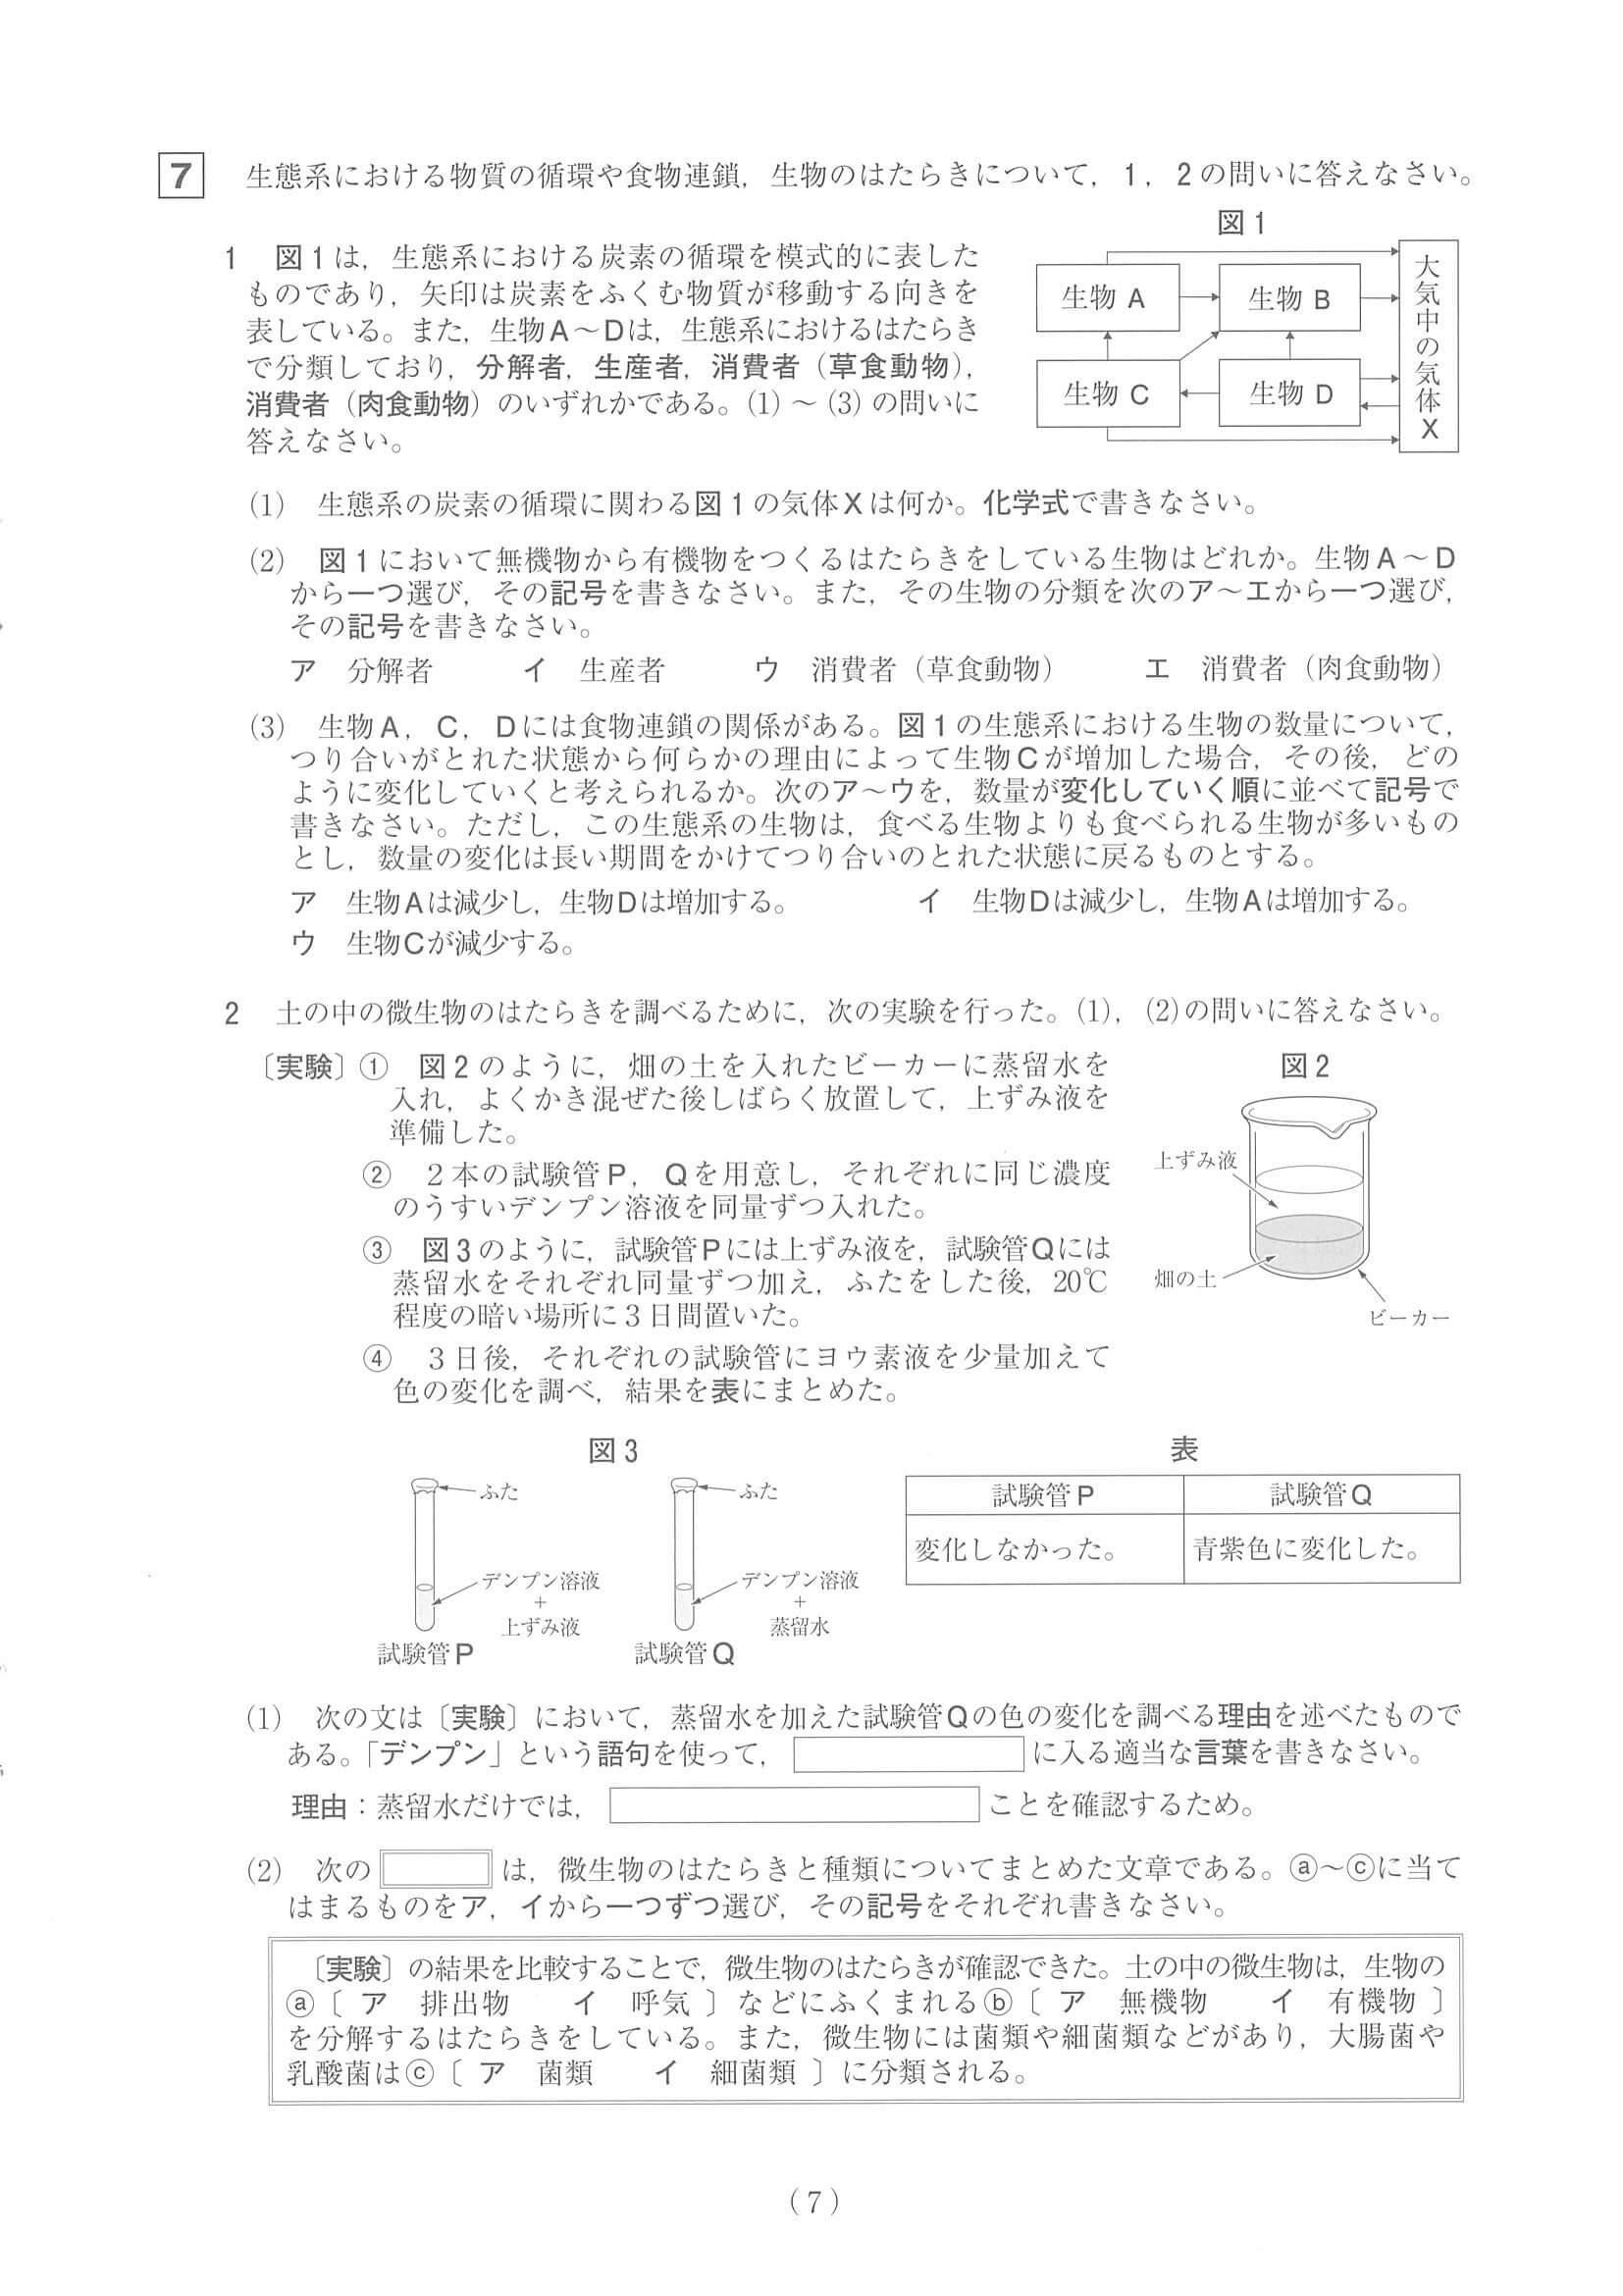 7 生態系における物質の循環や食物連鎖，生物のはたらきについて，1，2の問いに答えなさい。
図1
1 図1は，生態系における炭素の循環を模式的に表した
ものであり，矢印は炭素をふくむ物質が移動する向きを
表している。また，生物A～Dは，生態系におけるはたらき
で分類しており，分解者，生産者，消費者（草食動物），
消費者（肉食動物）のいずれかである。(1)～(3)の問いに
答えなさい。
生物 A
生物 B
生物 C
生物 D
大気中の気体X
(1) 生態系の炭素の循環に関わる図1の気体Xは何か。化学式で書きなさい。
(2) 図1において無機物から有機物をつくるはたらきをしている生物はどれか。生物A～D
から一つ選び，その記号を書きなさい。また，その生物の分類を次のア～エから一つ選び，
その記号を書きなさい。
ア 分解者 イ 生産者 ウ 消費者（草食動物） エ 消費者（肉食動物）
(3) 生物A，C，Dには食物連鎖の関係がある。図1の生態系における生物の数量について，
つり合いがとれた状態から何らかの理由によって生物Cが増加した場合，その後，どの
ように変化していくと考えられるか。次のア～ウを，数量が変化していく順に並べて記号で
書きなさい。ただし，この生態系の生物は，食べる生物よりも食べられる生物が多いもの
とし，数量の変化は長い期間をかけてつり合いのとれた状態に戻るものとする。
ア 生物Aは減少し，生物Dは増加する。 イ 生物Dは減少し，生物Aは増加する。
ウ 生物Cが減少する。
2 土の中の微生物のはたらきを調べるために，次の実験を行った。(1)，(2)の問いに答えなさい。
〔実験〕① 図2のように，畑の土を入れたビーカーに蒸留水を
入れ，よくかき混ぜた後しばらく放置して，上ずみ液を
準備した。
② 2本の試験管P，Qを用意し，それぞれに同じ濃度
のうすいデンプン溶液を同量ずつ入れた。
③ 図3のように，試験管Pには上ずみ液を，試験管Qには
蒸留水をそれぞれ同量ずつ加え，ふたをした後，20℃
程度の暗い場所に3日間置いた。
④ 3日後，それぞれの試験管にヨウ素液を少量加えて
色の変化を調べ，結果を表にまとめた。
図2
上ずみ液
畑の土
ビーカー
図3
ふた
デンプン溶液
+
上ずみ液
試験管P
ふた
デンプン溶液
+
蒸留水
試験管Q
表
試験管P 試験管Q
変化しなかった。 青紫色に変化した。
(1) 次の文は〔実験〕において，蒸留水を加えた試験管Qの色の変化を調べる理由を述べたもので
ある。「デンプン」という語句を使って， に入る適当な言葉を書きなさい。
理由：蒸留水だけでは， ことを確認するため。
(2) 次の は，微生物のはたらきと種類についてまとめた文章である。ⓐ～ⓒに当て
はまるものをア，イから一つずつ選び，その記号をそれぞれ書きなさい。
〔実験〕の結果を比較することで，微生物のはたらきが確認できた。土の中の微生物は，生物の
ⓐ〔 ア 排出物 イ 呼気 〕などにふくまれるⓑ〔 ア 無機物 イ 有機物 〕
を分解するはたらきをしている。また，微生物には菌類や細菌類などがあり，大腸菌や
乳酸菌はⓒ〔 ア 菌類 イ 細菌類 〕に分類される。
（7）